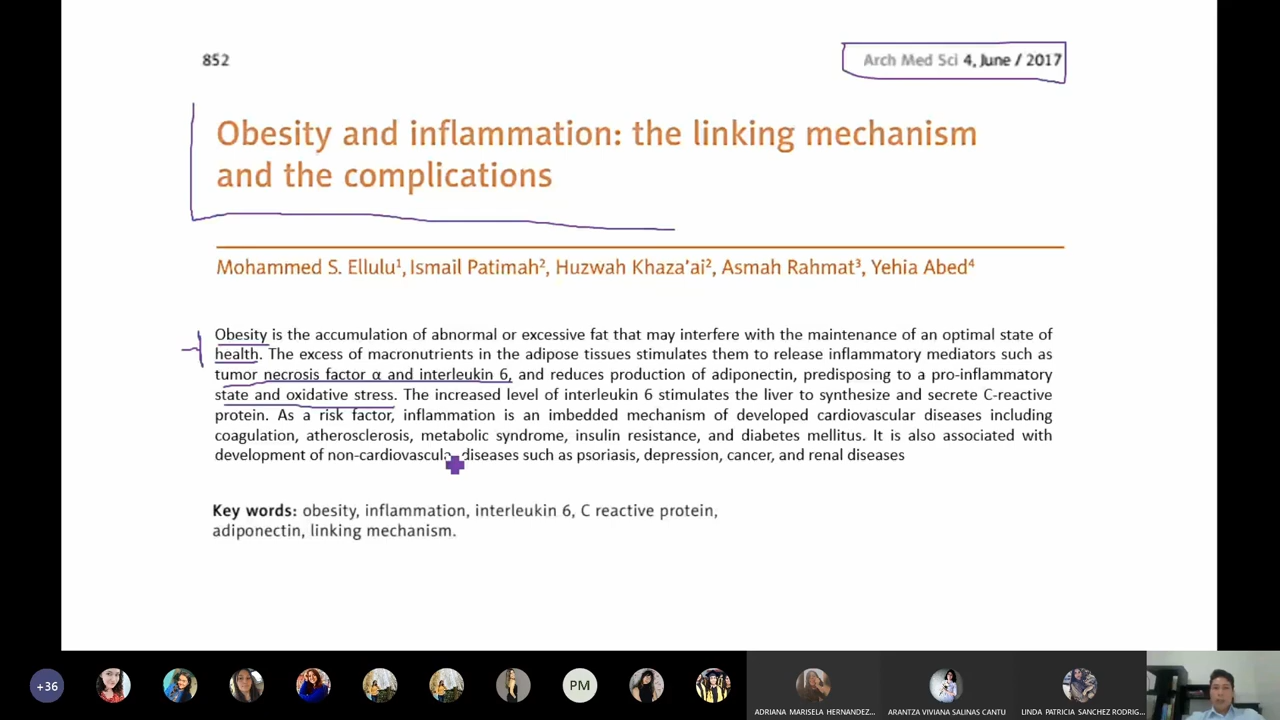 852
Arch Med Sci 4, June / 2017
Obesity and inflammation: the linking mechanism
and the complications
Mohammed S. Ellulu¹, Ismail Patimah², Huzwah Khaza’ai², Asmah Rahmat³, Yehia Abed⁴
Obesity is the accumulation of abnormal or excessive fat that may interfere with the maintenance of an optimal state of
health. The excess of macronutrients in the adipose tissues stimulates them to release inflammatory mediators such as
tumor necrosis factor α and interleukin 6, and reduces production of adiponectin, predisposing to a pro-inflammatory
state and oxidative stress. The increased level of interleukin 6 stimulates the liver to synthesize and secrete C-reactive
protein. As a risk factor, inflammation is an imbedded mechanism of developed cardiovascular diseases including
coagulation, atherosclerosis, metabolic syndrome, insulin resistance, and diabetes mellitus. It is also associated with
development of non-cardiovascular diseases such as psoriasis, depression, cancer, and renal diseases
Key words: obesity, inflammation, interleukin 6, C reactive protein,
adiponectin, linking mechanism.
+36
PM
ADRIANA MARISELA HERNANDEZ...
ARANTZA VIVIANA SALINAS CANTU
LINDA PATRICIA SANCHEZ RODRIG...